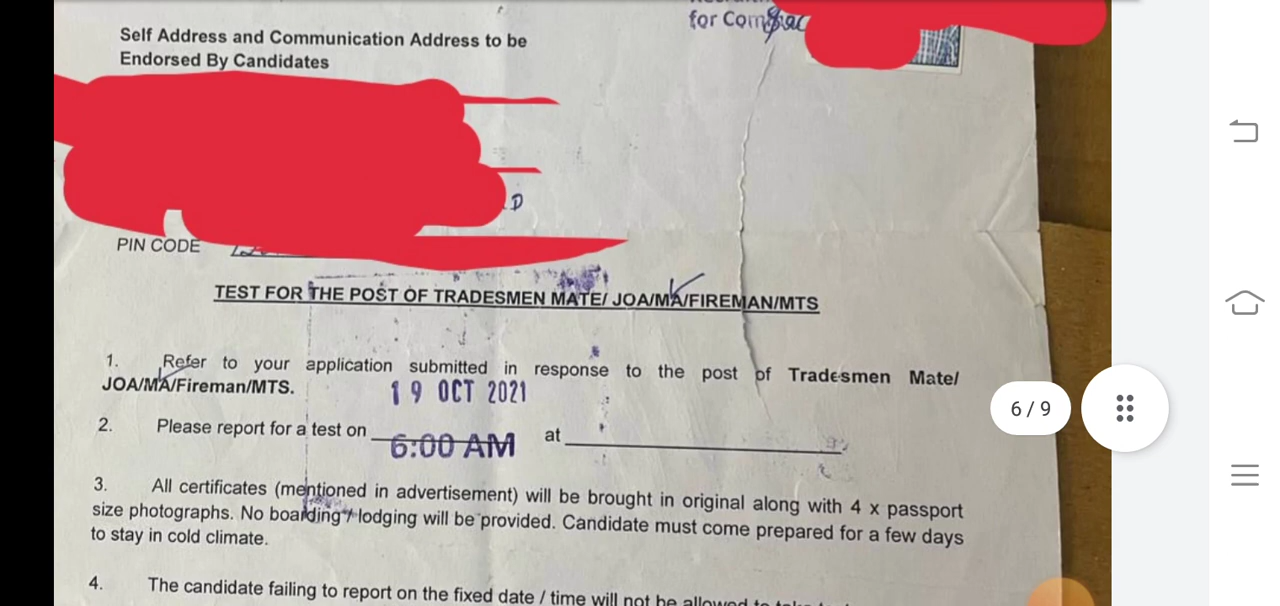 for Com
Self Address and Communication Address to be
Endorsed By Candidates
D
PIN CODE
TEST FOR THE POST OF TRADESMEN MATE/ JOA/MA/FIREMAN/MTS
1. Refer to your application submitted in response to the post of Tradesmen Mate/
JOA/MA/Fireman/MTS.
19 OCT 2021
2. Please report for a test on 6:00 AM at
3. All certificates (mentioned in advertisement) will be brought in original along with 4 x passport
size photographs. No boarding / lodging will be provided. Candidate must come prepared for a few days
to stay in cold climate.
4. The candidate failing to report on the fixed date / time will not be allowed to
6 / 9